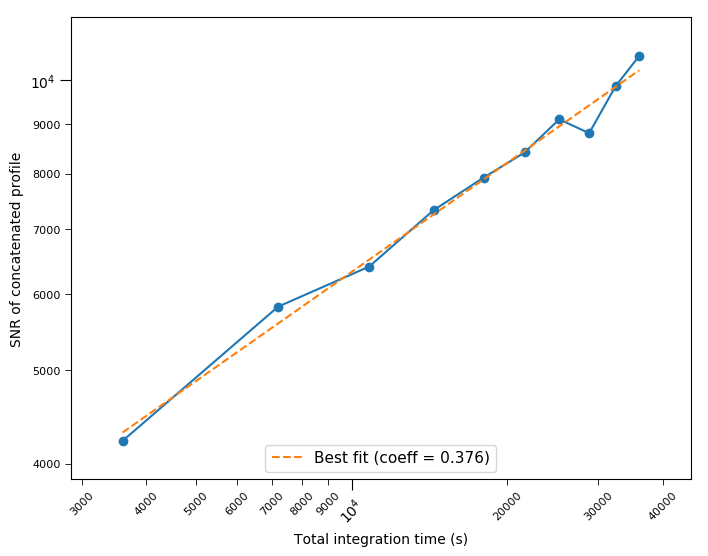 SNR of concatenated profile
10⁴
9000
8000
7000
6000
5000
4000
Best fit (coeff = 0.376)
3000 4000 5000 6000 7000 8000 9000 10⁴ 20000 30000 40000
Total integration time (s)